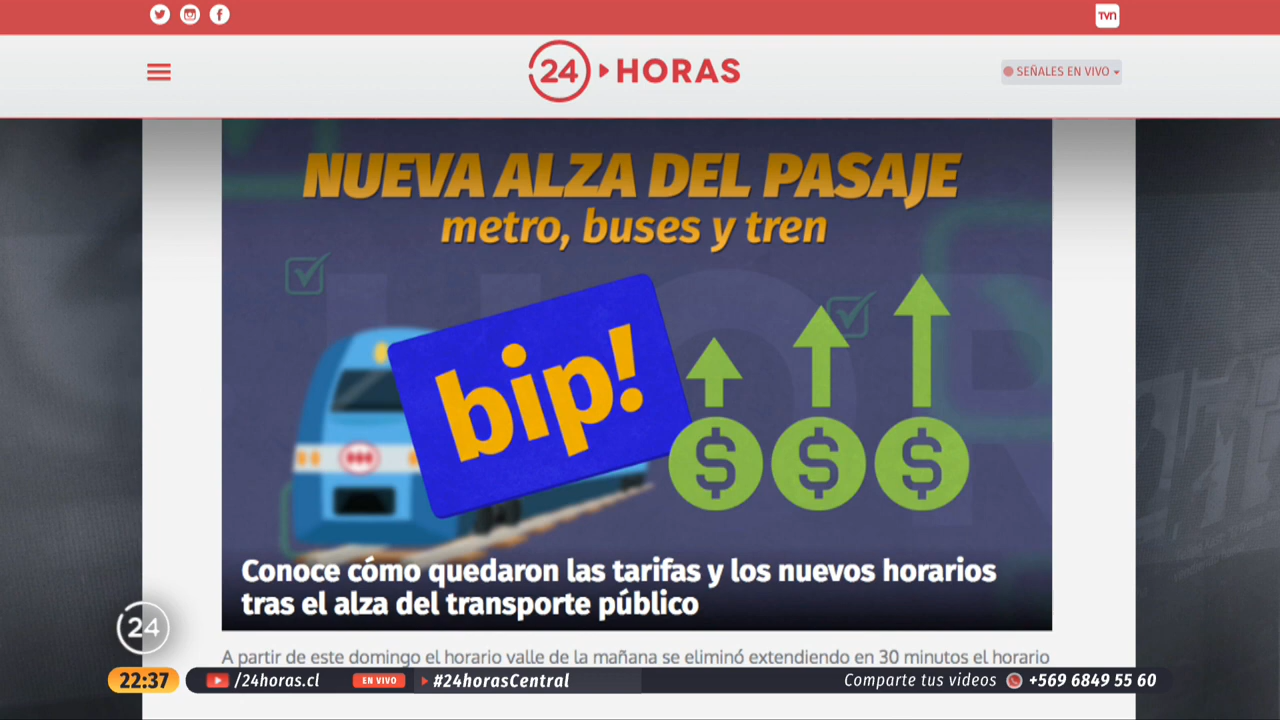 TVN
24 HORAS
SEÑALES EN VIVO
NUEVA ALZA DEL PASAJE
metro, buses y tren
bip!
$ $ $
Conoce cómo quedaron las tarifas y los nuevos horarios
tras el alza del transporte público
24
A partir de este domingo el horario valle de la mañana se eliminó extendiendo en 30 minutos el horario
22:37 /24horas.cl EN VIVO #24horasCentral Comparte tus videos +569 6849 55 60